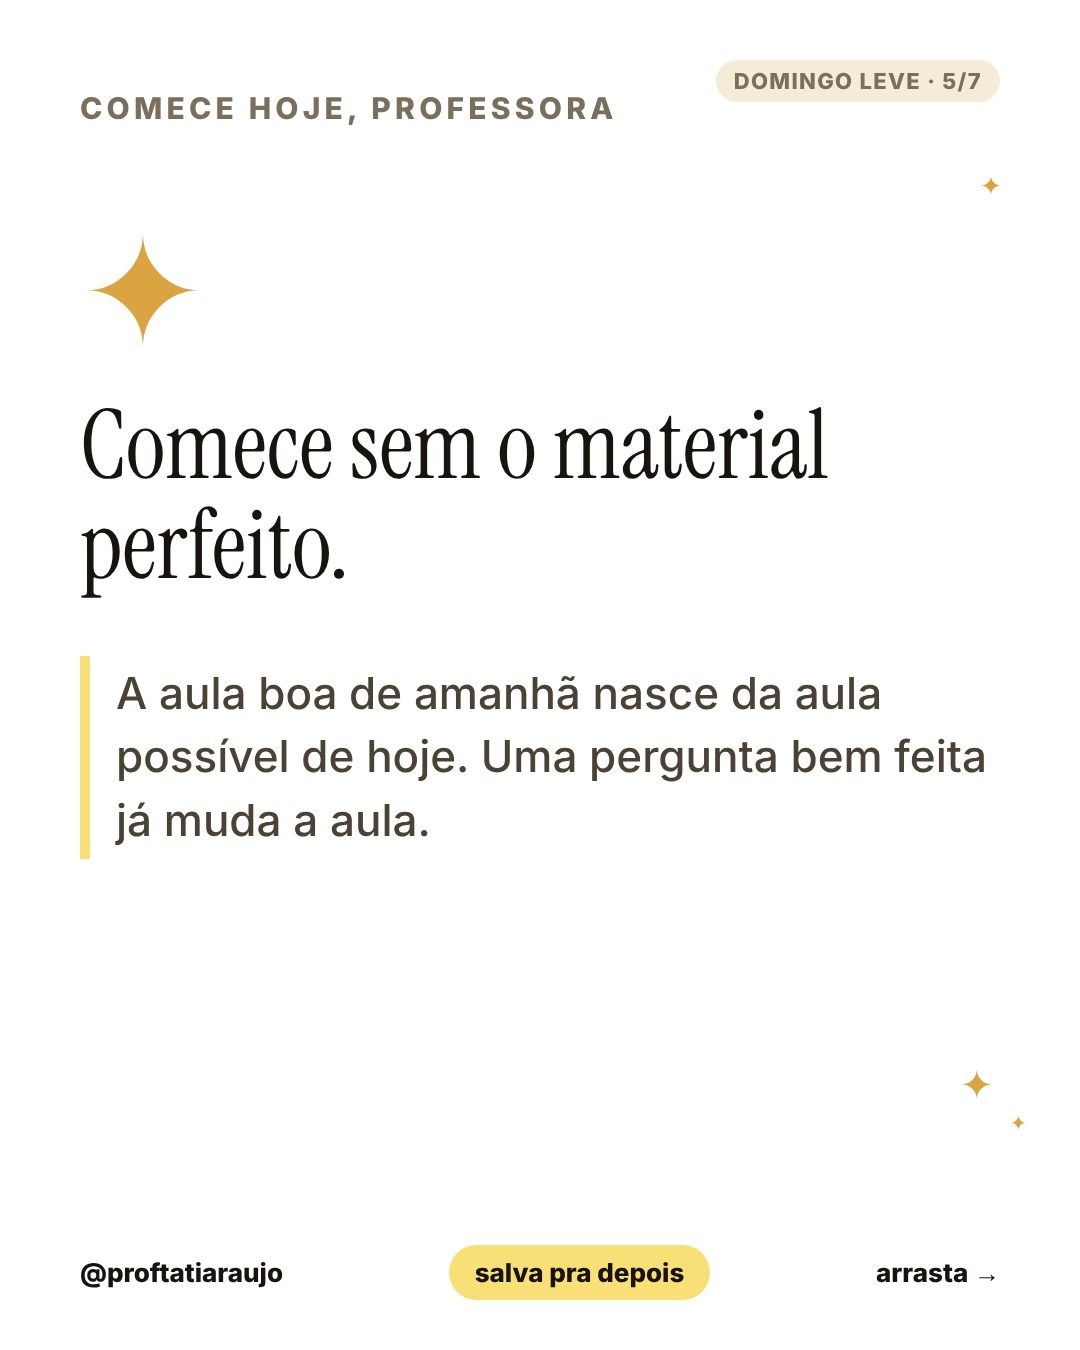 COMECE HOJE, PROFESSORA
DOMINGO LEVE · 5/7
Comece sem o material
perfeito.
A aula boa de amanhã nasce da aula
possível de hoje. Uma pergunta bem feita
já muda a aula.
@proftatiaraujo
salva pra depois
arrasta →